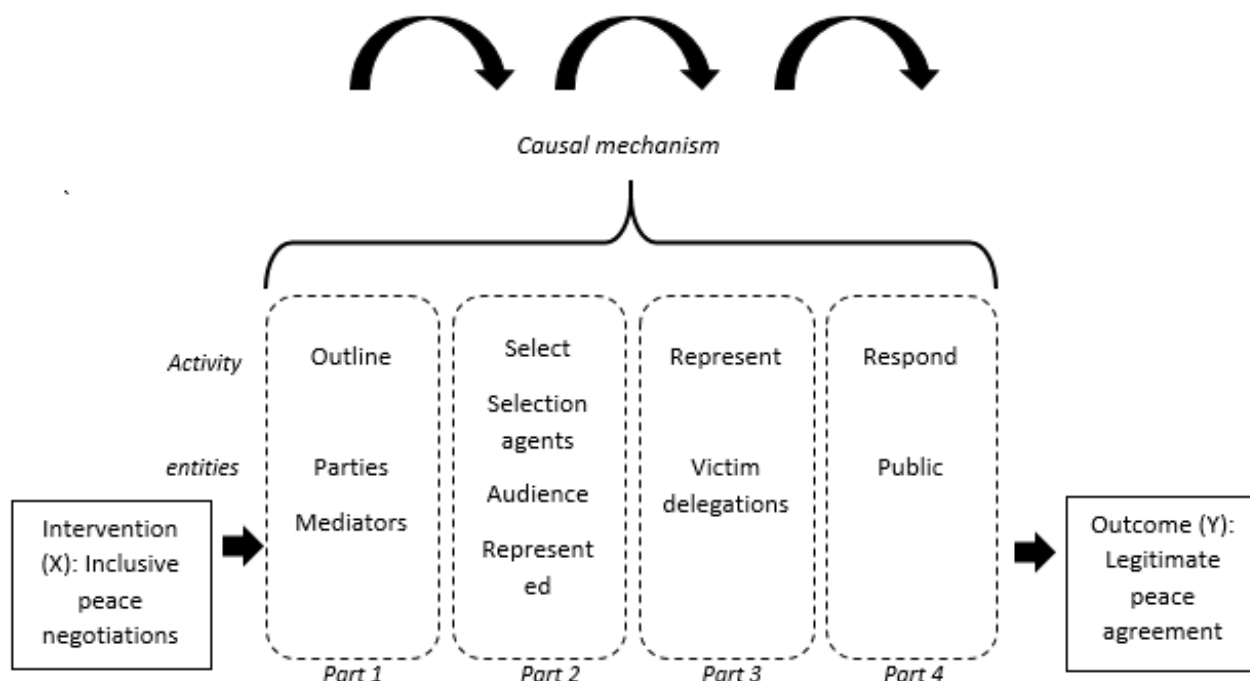 Causal mechanism
Activity
Outline
Select
Represent
Respond
Selection
agents
entities
Parties
Victim
delegations
Public
Mediators
Audience
Represent
ed
Intervention
(X): Inclusive
peace
negotiations
Outcome (Y):
Legitimate
peace
agreement
Part 1
Part 2
Part 3
Part 4